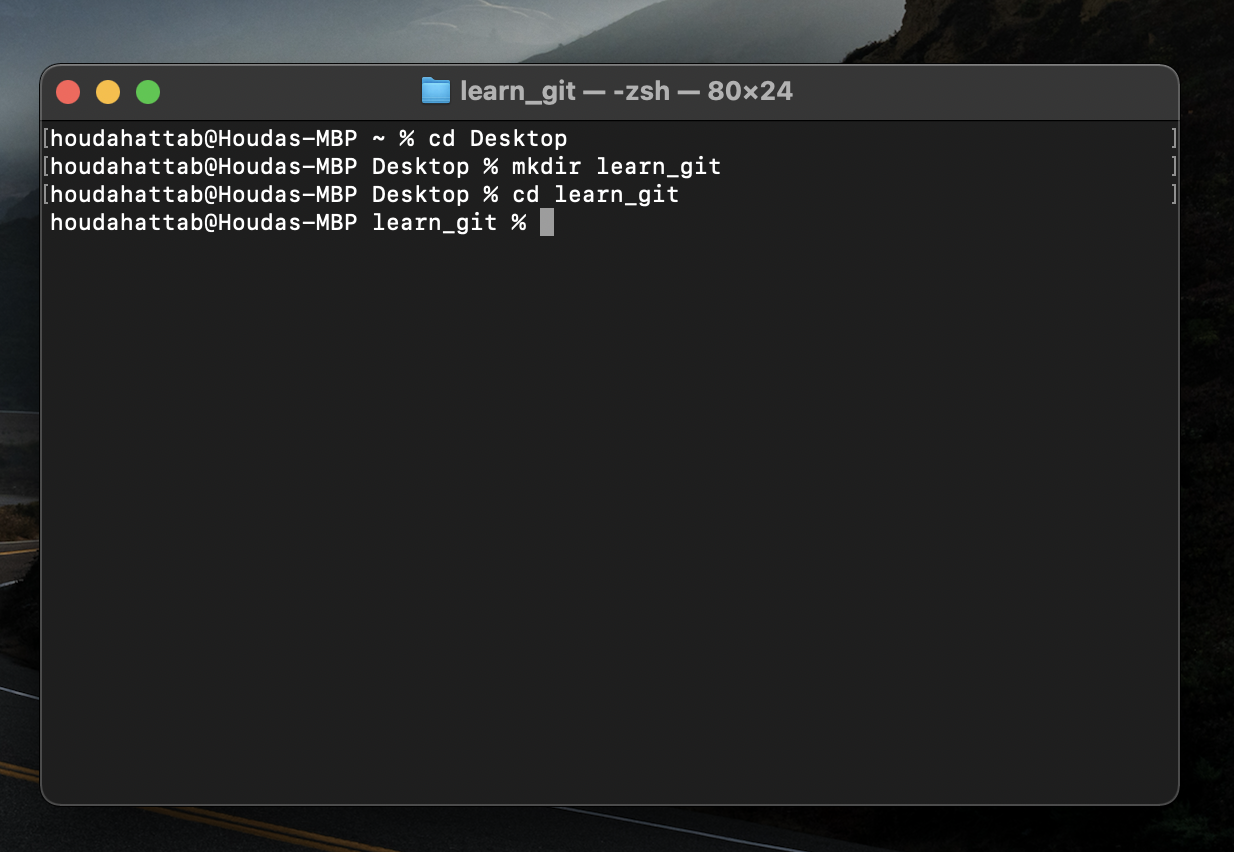 learn_git — -zsh — 80×24
[houdahattab@Houdas-MBP ~ % cd Desktop ]
[houdahattab@Houdas-MBP Desktop % mkdir learn_git ]
[houdahattab@Houdas-MBP Desktop % cd learn_git ]
houdahattab@Houdas-MBP learn_git %